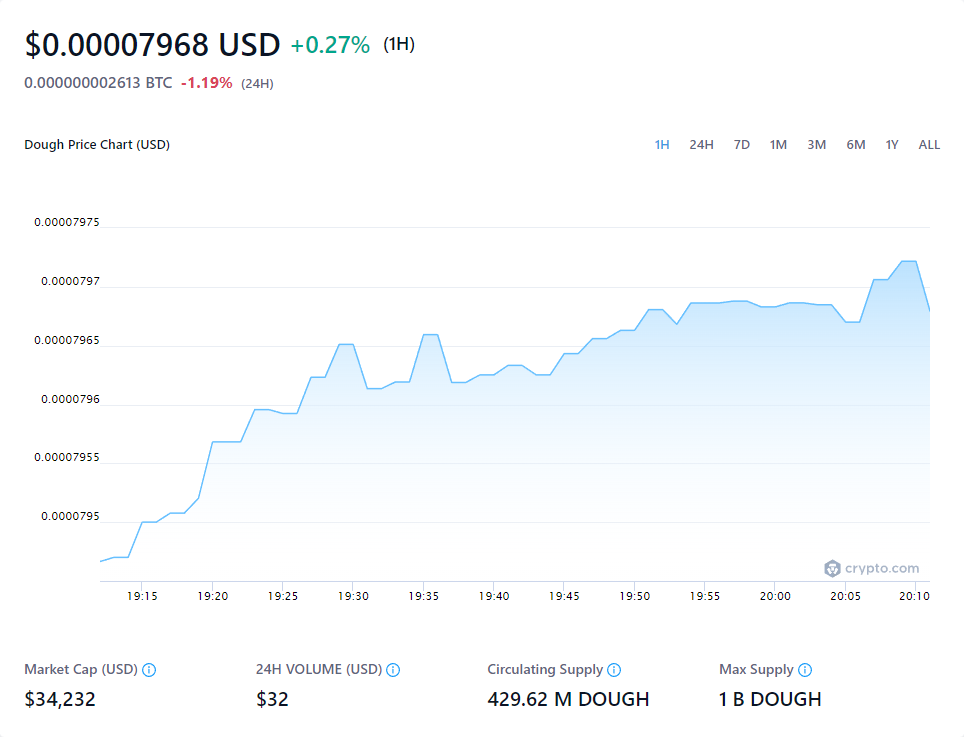 $0.00007968 USD +0.27% (1H)
0.000000002613 BTC -1.19% (24H)
Dough Price Chart (USD) 1H 24H 7D 1M 3M 6M 1Y ALL
0.00007975
0.0000797
0.00007965
0.0000796
0.00007955
0.0000795
crypto.com
19:15 19:20 19:25 19:30 19:35 19:40 19:45 19:50 19:55 20:00 20:05 20:10
Market Cap (USD) 24H VOLUME (USD) Circulating Supply Max Supply
$34,232 $32 429.62 M DOUGH 1 B DOUGH